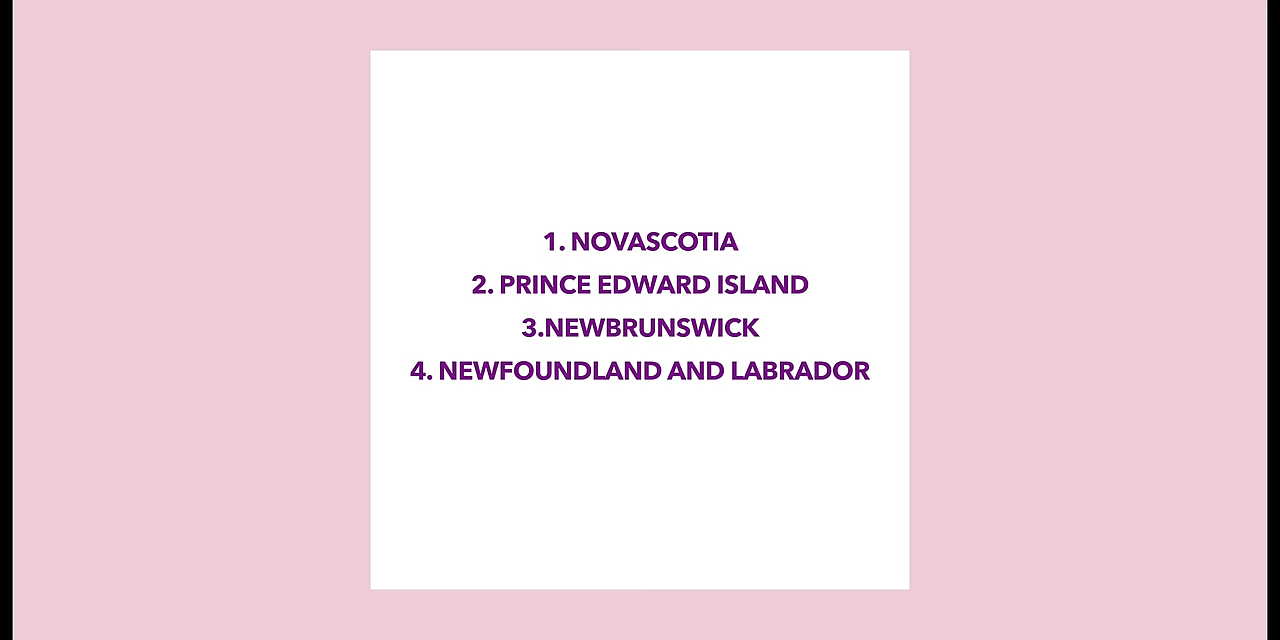 1. NOVASCOTIA
2. PRINCE EDWARD ISLAND
3.NEWBRUNSWICK
4. NEWFOUNDLAND AND LABRADOR